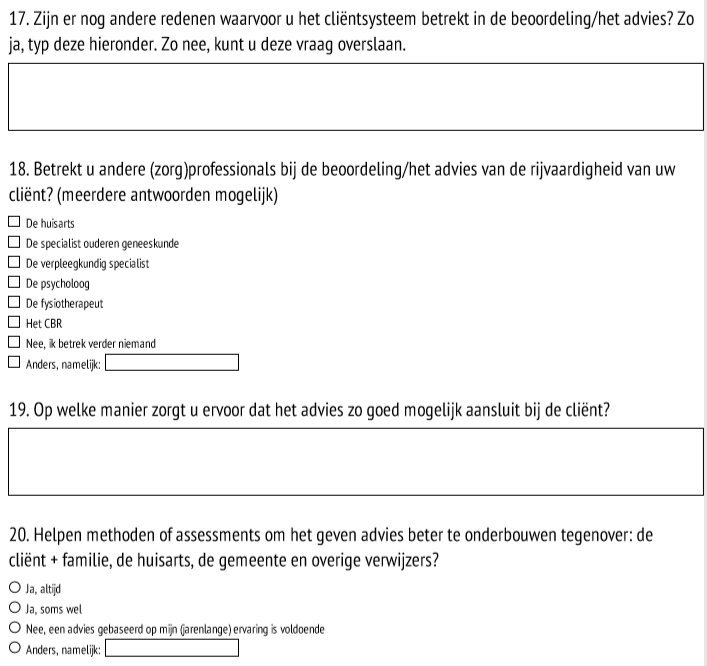 17. Zijn er nog andere redenen waarvoor u het cliëntsysteem betrekt in de beoordeling/het advies? Zo
ja, typ deze hieronder. Zo nee, kunt u deze vraag overslaan.
18. Betrekt u andere (zorg)professionals bij de beoordeling/het advies van de rijvaardigheid van uw
cliënt? (meerdere antwoorden mogelijk)
De huisarts
De specialist ouderen geneeskunde
De verpleegkundig specialist
De psycholoog
De fysiotherapeut
Het CBR
Nee, ik betrek verder niemand
Anders, namelijk:
19. Op welke manier zorgt u ervoor dat het advies zo goed mogelijk aansluit bij de cliënt?
20. Helpen methoden of assessments om het geven advies beter te onderbouwen tegenover: de
cliënt + familie, de huisarts, de gemeente en overige verwijzers?
Ja, altijd
Ja, soms wel
Nee, een advies gebaseerd op mijn (jarenlange) ervaring is voldoende
Anders, namelijk: